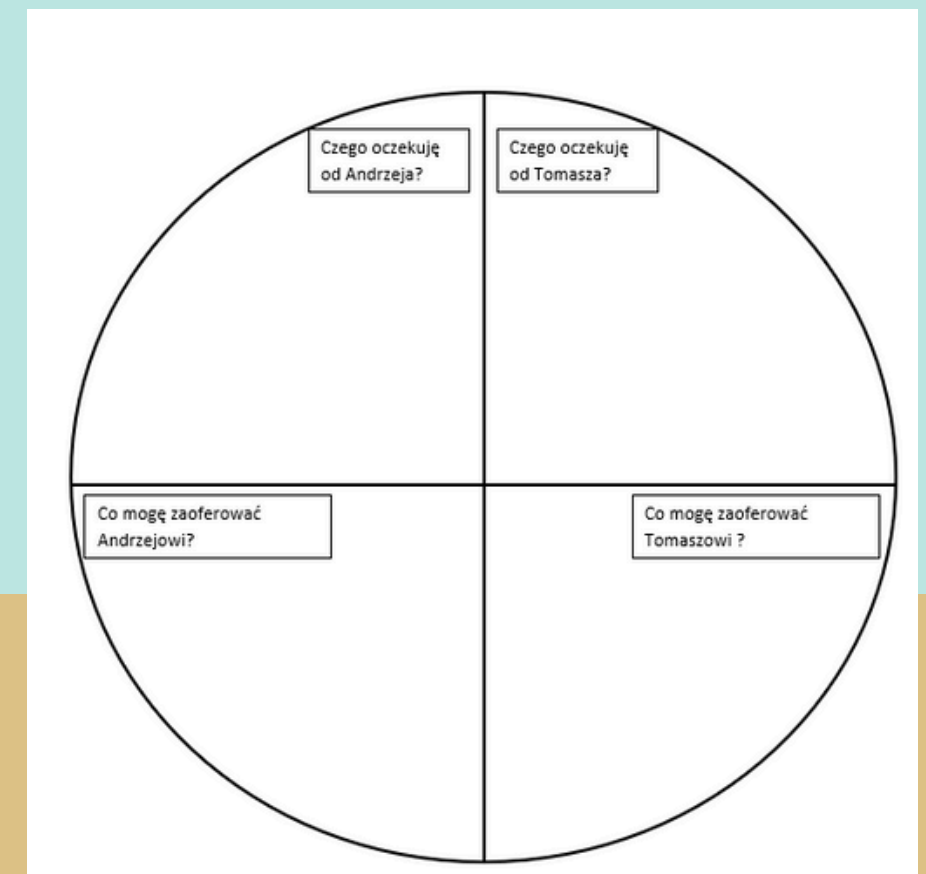 Czego oczekuję
od Andrzeja?
Czego oczekuję
od Tomasza?
Co mogę zaoferować
Andrzejowi?
Co mogę zaoferować
Tomaszowi ?